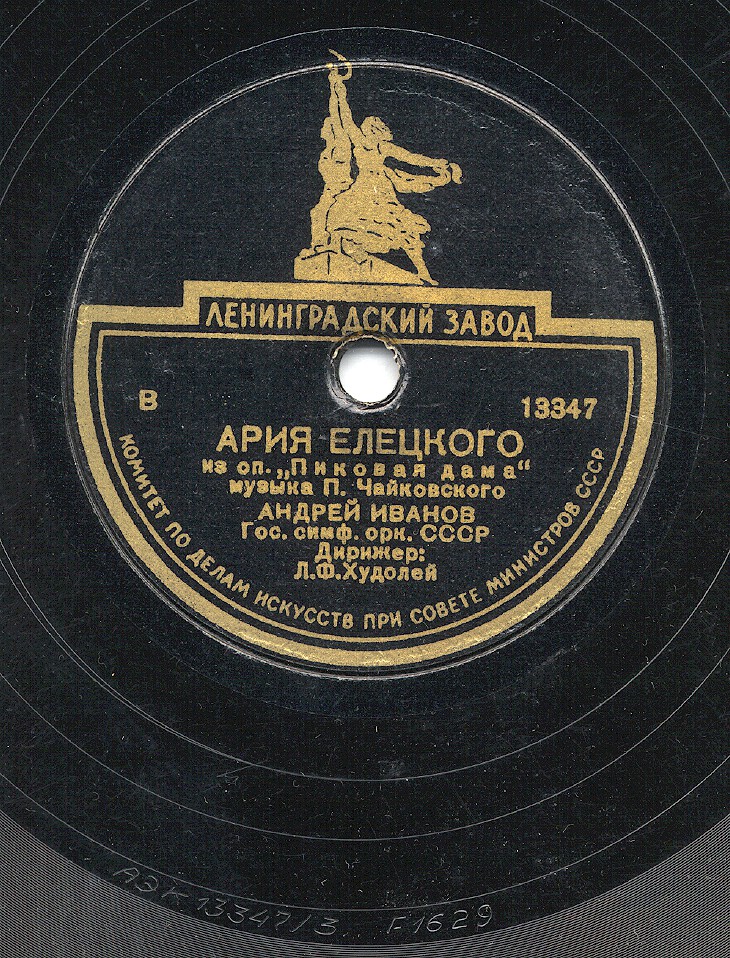 ЛЕНИНГРАДСКИЙ ЗАВОД
В 13347
АРИЯ ЕЛЕЦКОГО
из оп. „Пиковая дама“
музыка П. Чайковского
АНДРЕЙ ИВАНОВ
Гос. симф. орк. СССР
Дирижер:
Л.Ф.Худолей
КОМИТЕТ ПО ДЕЛАМ ИСКУССТВ ПРИ СОВЕТЕ МИНИСТРОВ СССР
АЗК 13347/3 F1629